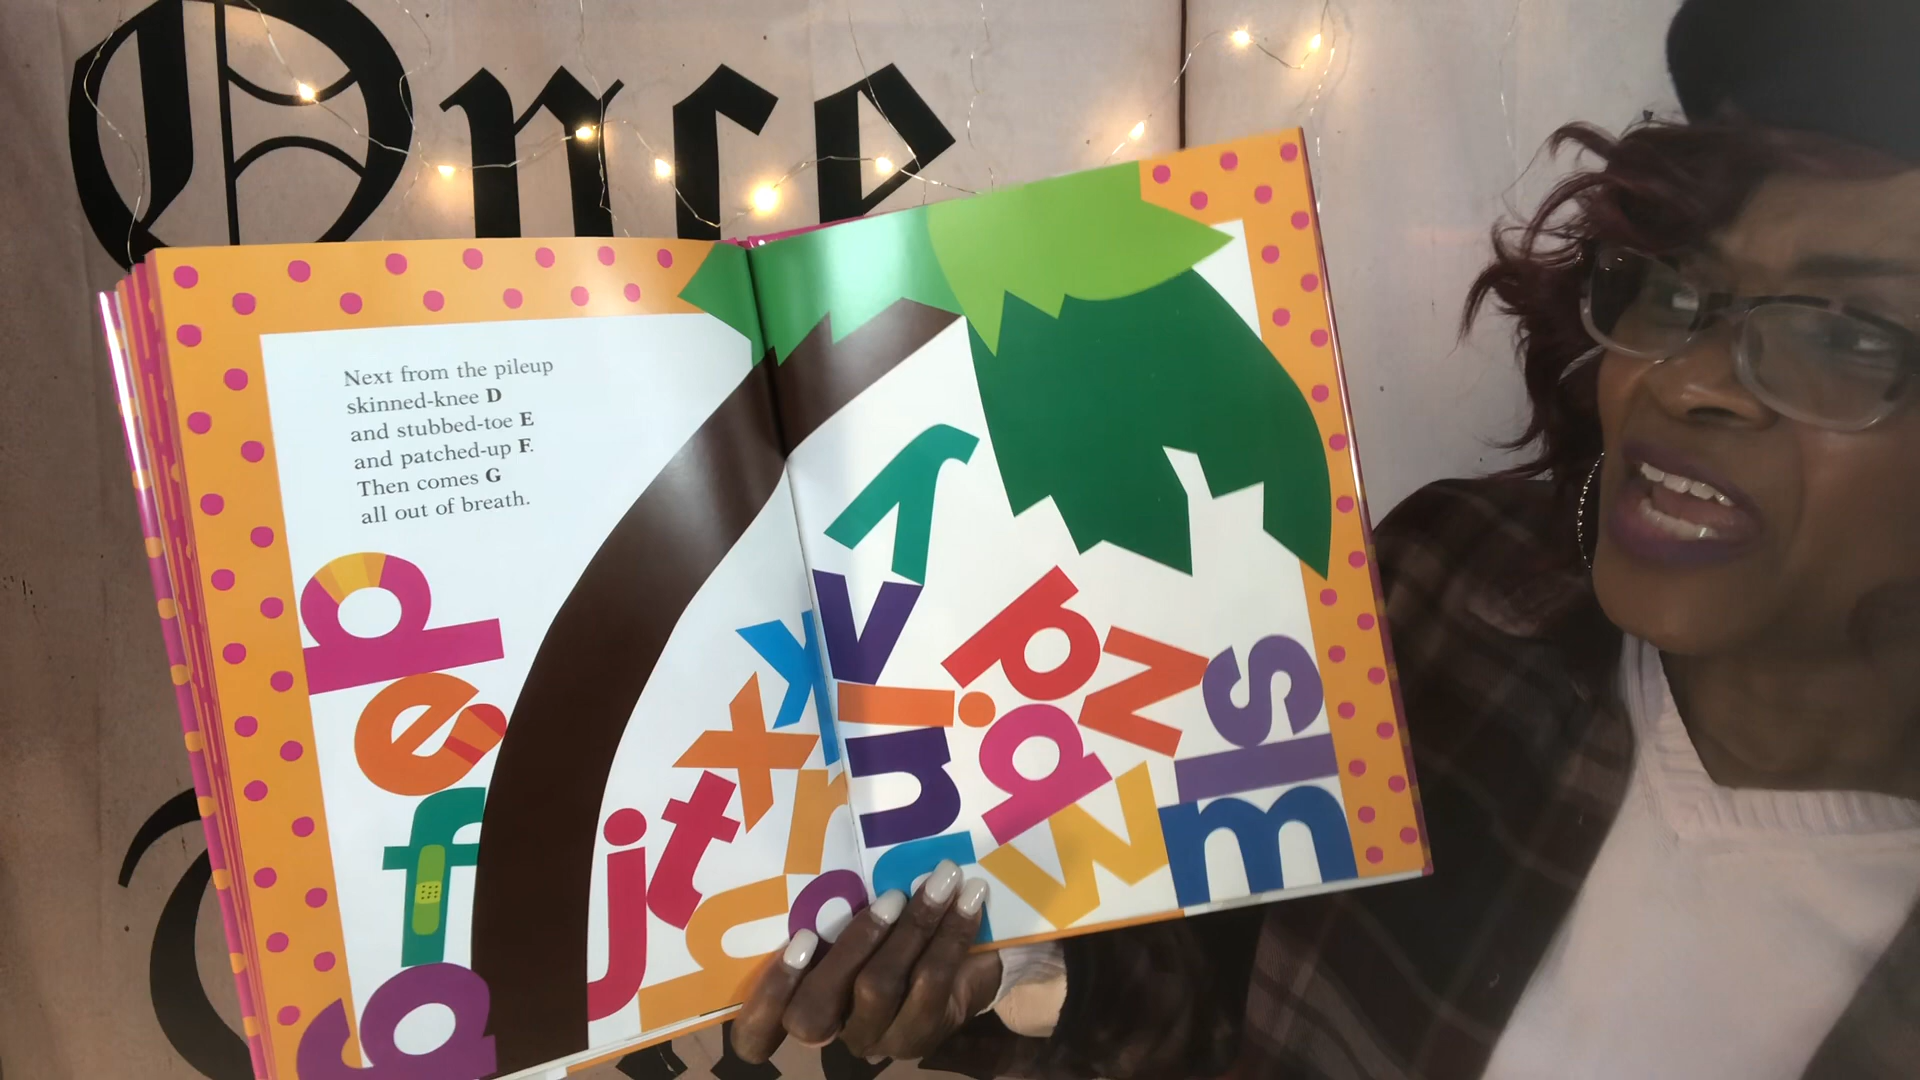 Once
Next from the pileup
skinned-knee D
and stubbed-toe E
and patched-up F.
Then comes G
all out of breath.
d
e
f
g
j
t
x
k
r
h
o
y
v
i
u
p
q
z
w
s
l
m